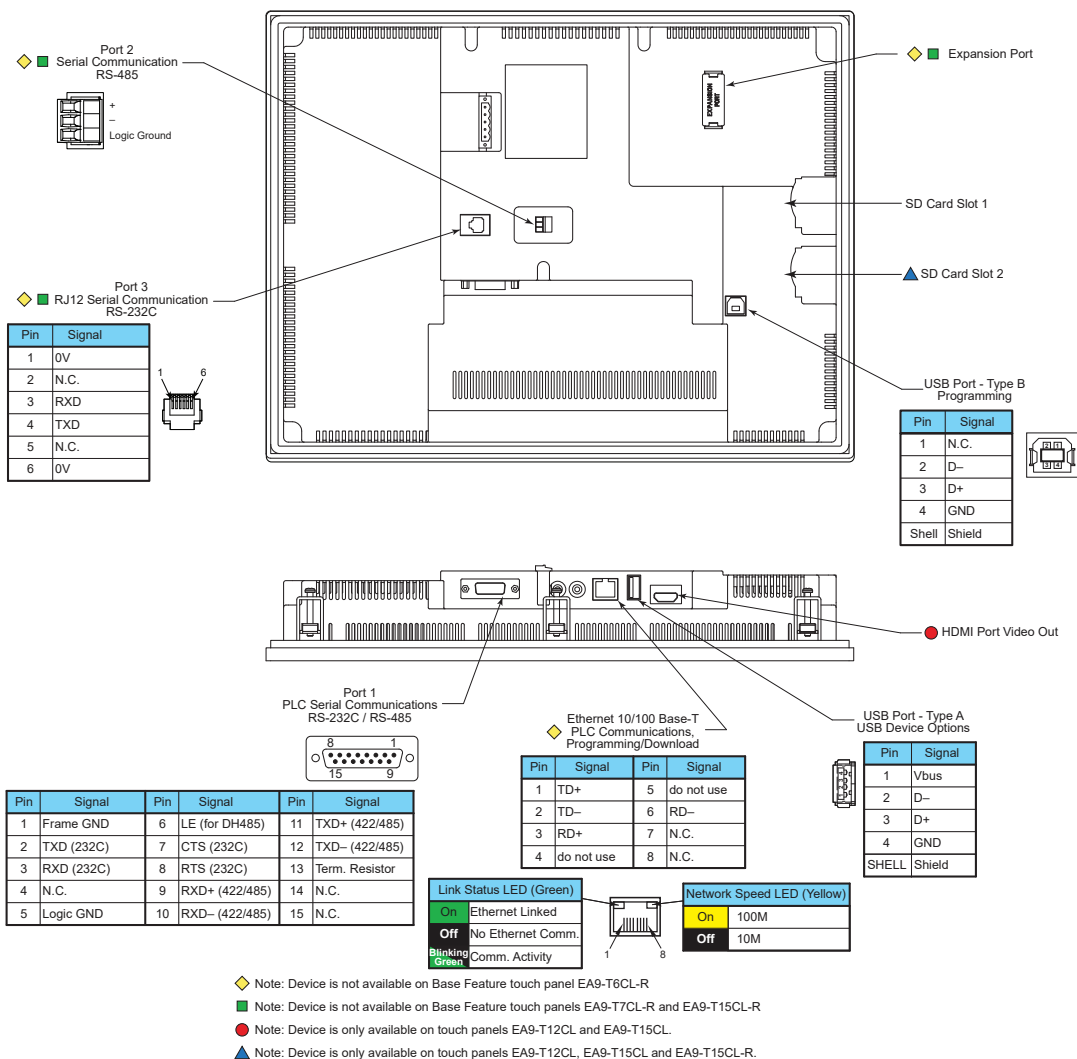 Port 2
Serial Communication
RS-485
+
–
Logic Ground
EXPANSION
PORT
Expansion Port
SD Card Slot 1
SD Card Slot 2
Port 3
RJ12 Serial Communication
RS-232C
Pin Signal
1 0V
2 N.C.
3 RXD
4 TXD
5 N.C.
6 0V
1 6
USB Port - Type B
Programming
Pin Signal
1 N.C.
2 D–
3 D+
4 GND
Shell Shield
2 1
3 4
HDMI Port Video Out
Port 1
PLC Serial Communications
RS-232C / RS-485
8 1
15 9
Pin Signal Pin Signal Pin Signal
1 Frame GND 6 LE (for DH485) 11 TXD+ (422/485)
2 TXD (232C) 7 CTS (232C) 12 TXD– (422/485)
3 RXD (232C) 8 RTS (232C) 13 Term. Resistor
4 N.C. 9 RXD+ (422/485) 14 N.C.
5 Logic GND 10 RXD– (422/485) 15 N.C.
Ethernet 10/100 Base-T
PLC Communications,
Programming/Download
Pin Signal Pin Signal
1 TD+ 5 do not use
2 TD– 6 RD–
3 RD+ 7 N.C.
4 do not use 8 N.C.
Link Status LED (Green)
On Ethernet Linked
Off No Ethernet Comm.
Blinking Green Comm. Activity
1 8
Network Speed LED (Yellow)
On 100M
Off 10M
USB Port - Type A
USB Device Options
Pin Signal
1 Vbus
2 D–
3 D+
4 GND
SHELL Shield
Note: Device is not available on Base Feature touch panel EA9-T6CL-R
Note: Device is not available on Base Feature touch panels EA9-T7CL-R and EA9-T15CL-R
Note: Device is only available on touch panels EA9-T12CL and EA9-T15CL.
Note: Device is only available on touch panels EA9-T12CL, EA9-T15CL and EA9-T15CL-R.